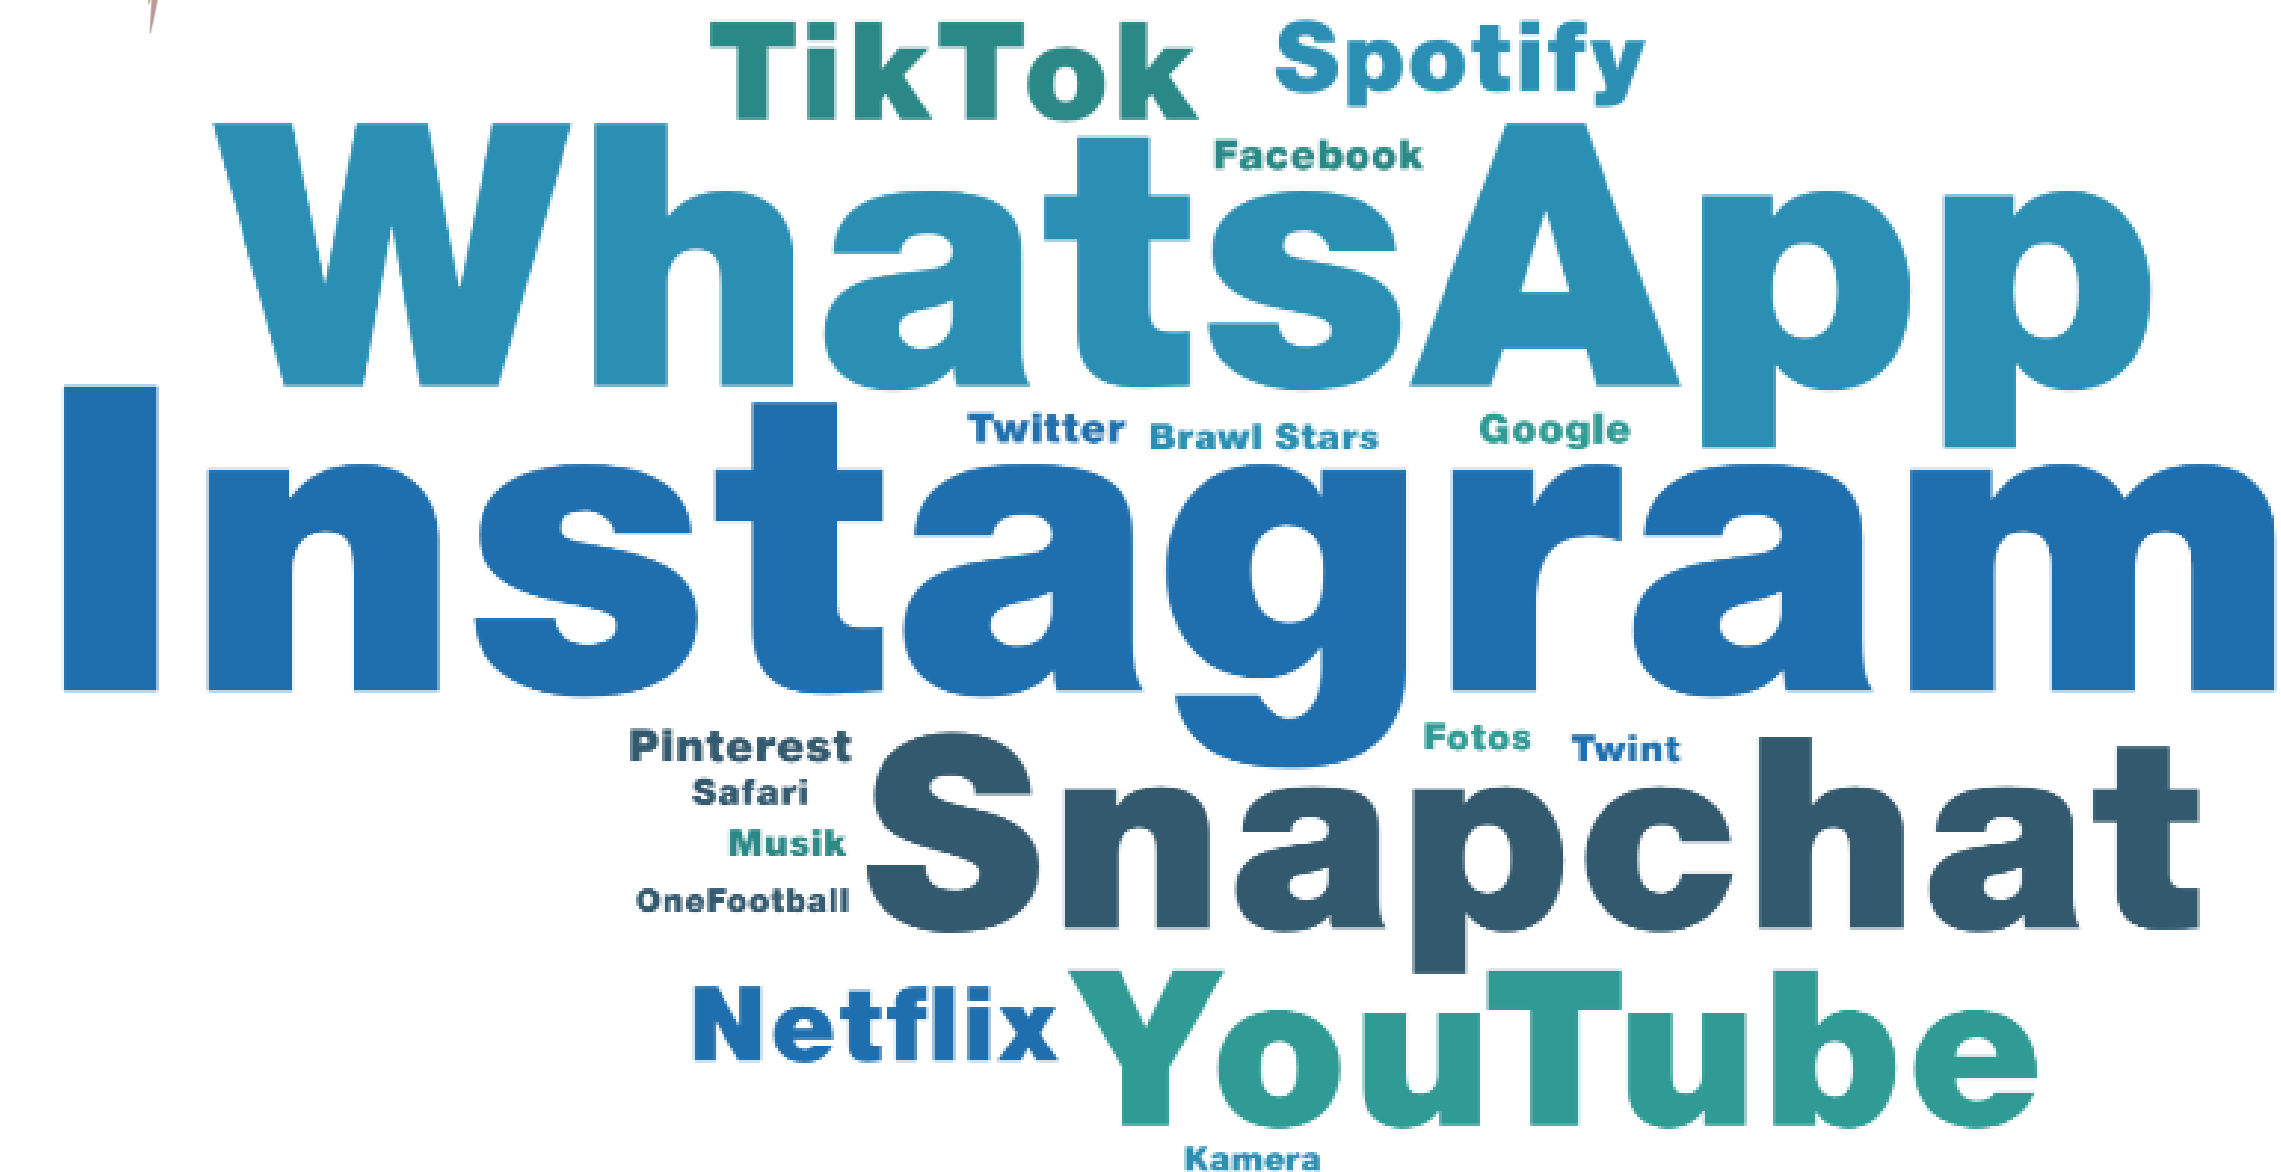 TikTok Spotify
Facebook
WhatsApp
Twitter Brawl Stars Google
Instagram
Pinterest Fotos Twint
Safari
Snapchat
Musik
OneFootball
Netflix YouTube
Kamera